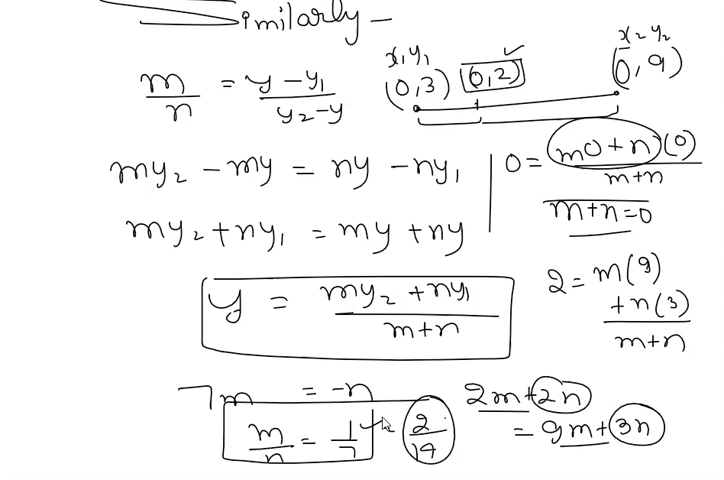 Similarly –
m/n = y – y₁ / y₂ – y
x₁ y₁
(0, 3) (0, 2)
x₂ y₂
(0, 9)
my₂ – my = ny – ny₁
0 = m0 + n(0) / m+n
my₂ + ny₁ = my + ny
m+n = 0
y = my₂ + ny₁ / m+n
2 = m(9) + n(3) / m+n
7m = –n
2m + 2n
= 9m + 3n
m/n = 1/7 = 2/14